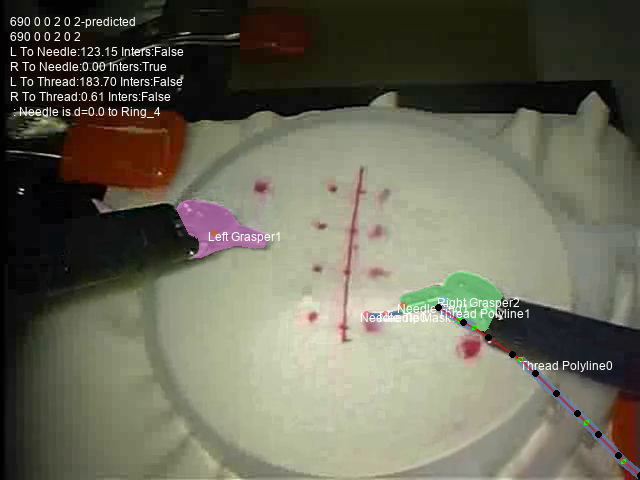 690 0 0 2 0 2-predicted
690 0 0 2 0 2
L To Needle:123.15 Inters:False
R To Needle:0.00 Inters:True
L To Thread:183.70 Inters:False
R To Thread:0.61 Inters:False
: Needle is d=0.0 to Ring_4
Left Grasper1
Right Grasper2
Thread Polyline1
Thread Polyline0